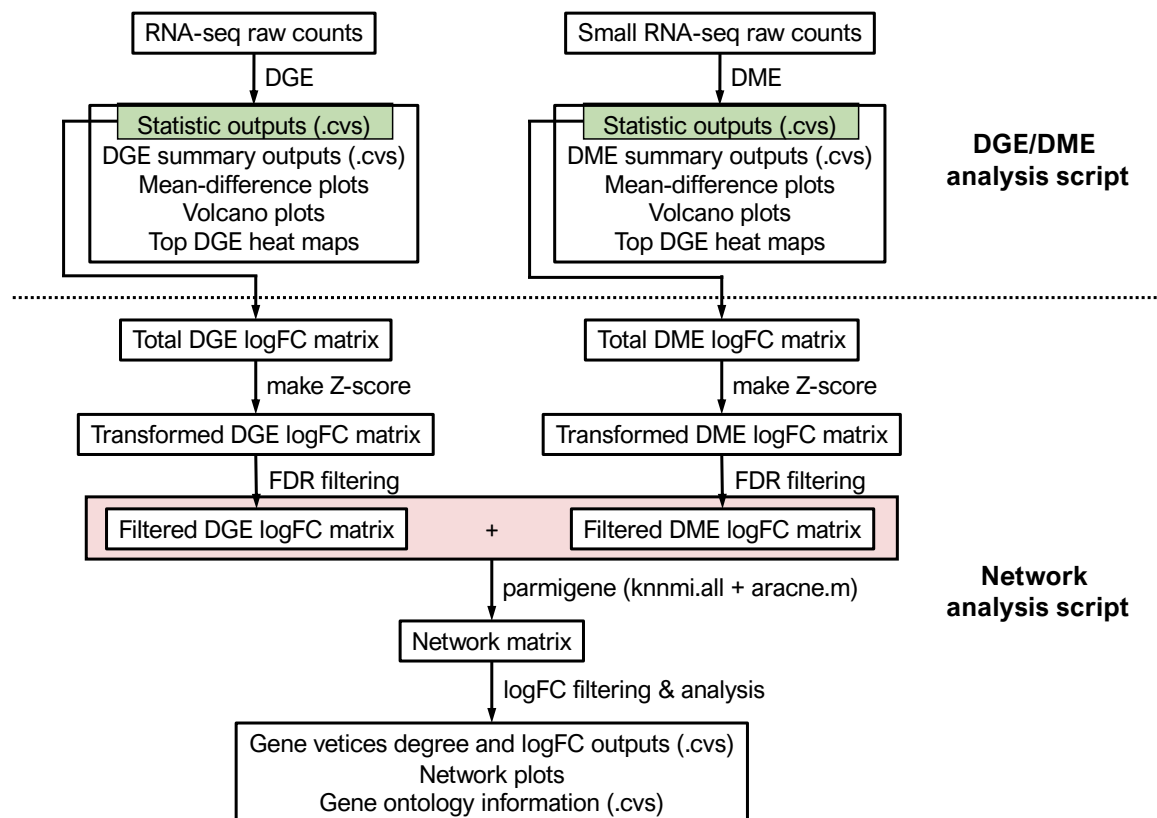 RNA-seq raw counts
Small RNA-seq raw counts
DGE
DME
Statistic outputs (.cvs)
DGE summary outputs (.cvs)
Mean-difference plots
Volcano plots
Top DGE heat maps
Statistic outputs (.cvs)
DME summary outputs (.cvs)
Mean-difference plots
Volcano plots
Top DGE heat maps
DGE/DME
analysis script
Total DGE logFC matrix
Total DME logFC matrix
make Z-score
make Z-score
Transformed DGE logFC matrix
Transformed DME logFC matrix
FDR filtering
FDR filtering
Filtered DGE logFC matrix
+
Filtered DME logFC matrix
parmigene (knnmi.all + aracne.m)
Network
analysis script
Network matrix
logFC filtering & analysis
Gene vetices degree and logFC outputs (.cvs)
Network plots
Gene ontology information (.cvs)